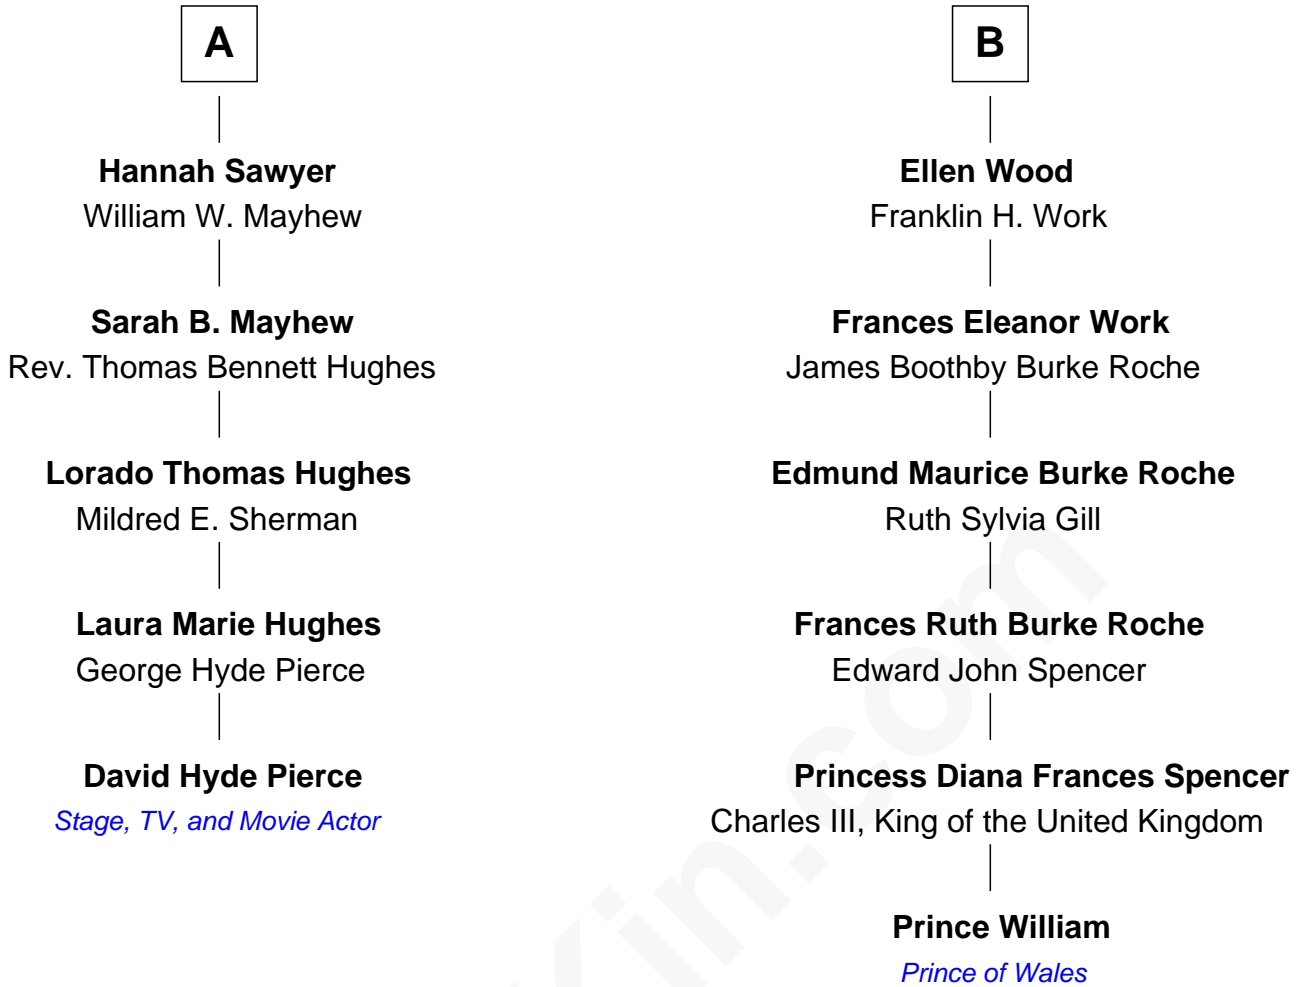 A
Hannah Sawyer
William W. Mayhew
Sarah B. Mayhew
Rev. Thomas Bennett Hughes
Lorado Thomas Hughes
Mildred E. Sherman
Laura Marie Hughes
George Hyde Pierce
David Hyde Pierce
Stage, TV, and Movie Actor
B
Ellen Wood
Franklin H. Work
Frances Eleanor Work
James Boothby Burke Roche
Edmund Maurice Burke Roche
Ruth Sylvia Gill
Frances Ruth Burke Roche
Edward John Spencer
Princess Diana Frances Spencer
Charles III, King of the United Kingdom
Prince William
Prince of Wales
Kin.com